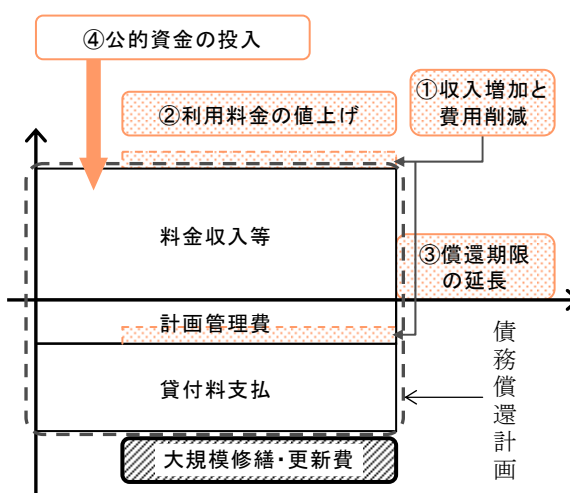 ④公的資金の投入
①収入増加と
費用削減
②利用料金の値上げ
料金収入等
③償還期限
の延長
計画管理費
貸付料支払
債務償還計画
大規模修繕・更新費